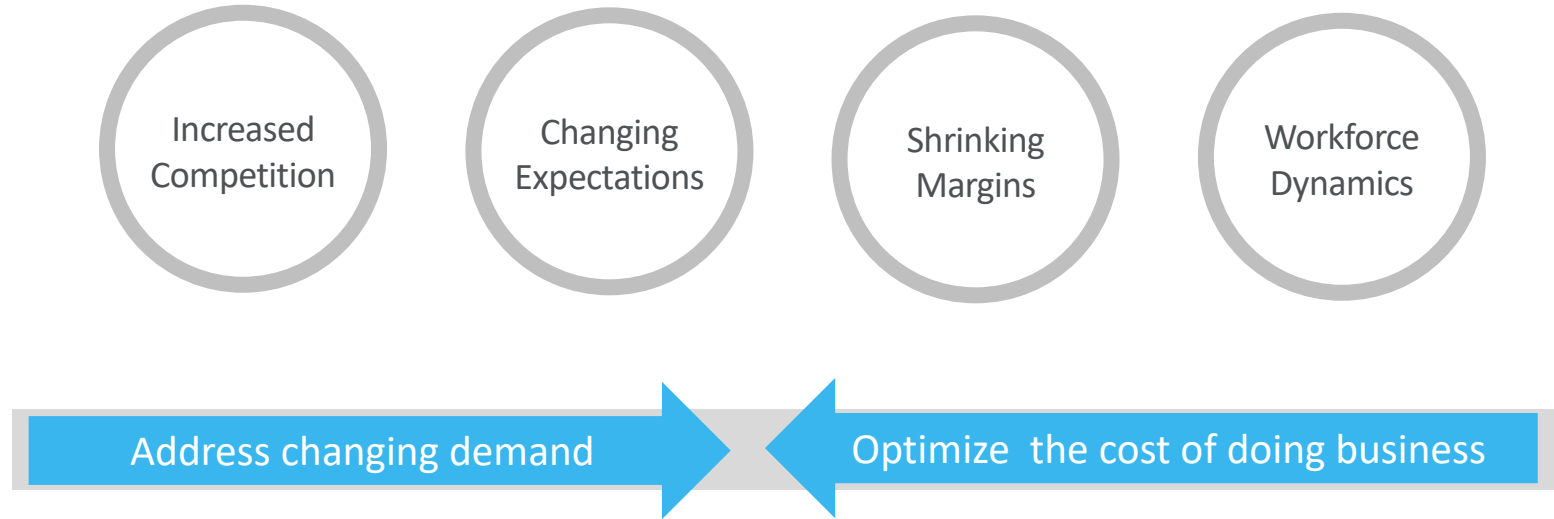 Increased
Competition
Changing
Expectations
Shrinking
Margins
Workforce
Dynamics
Address changing demand
Optimize  the cost of doing business